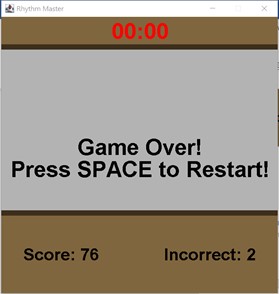 Rhythm Master
00:00
Game Over!
Press SPACE to Restart!
Score: 76
Incorrect: 2